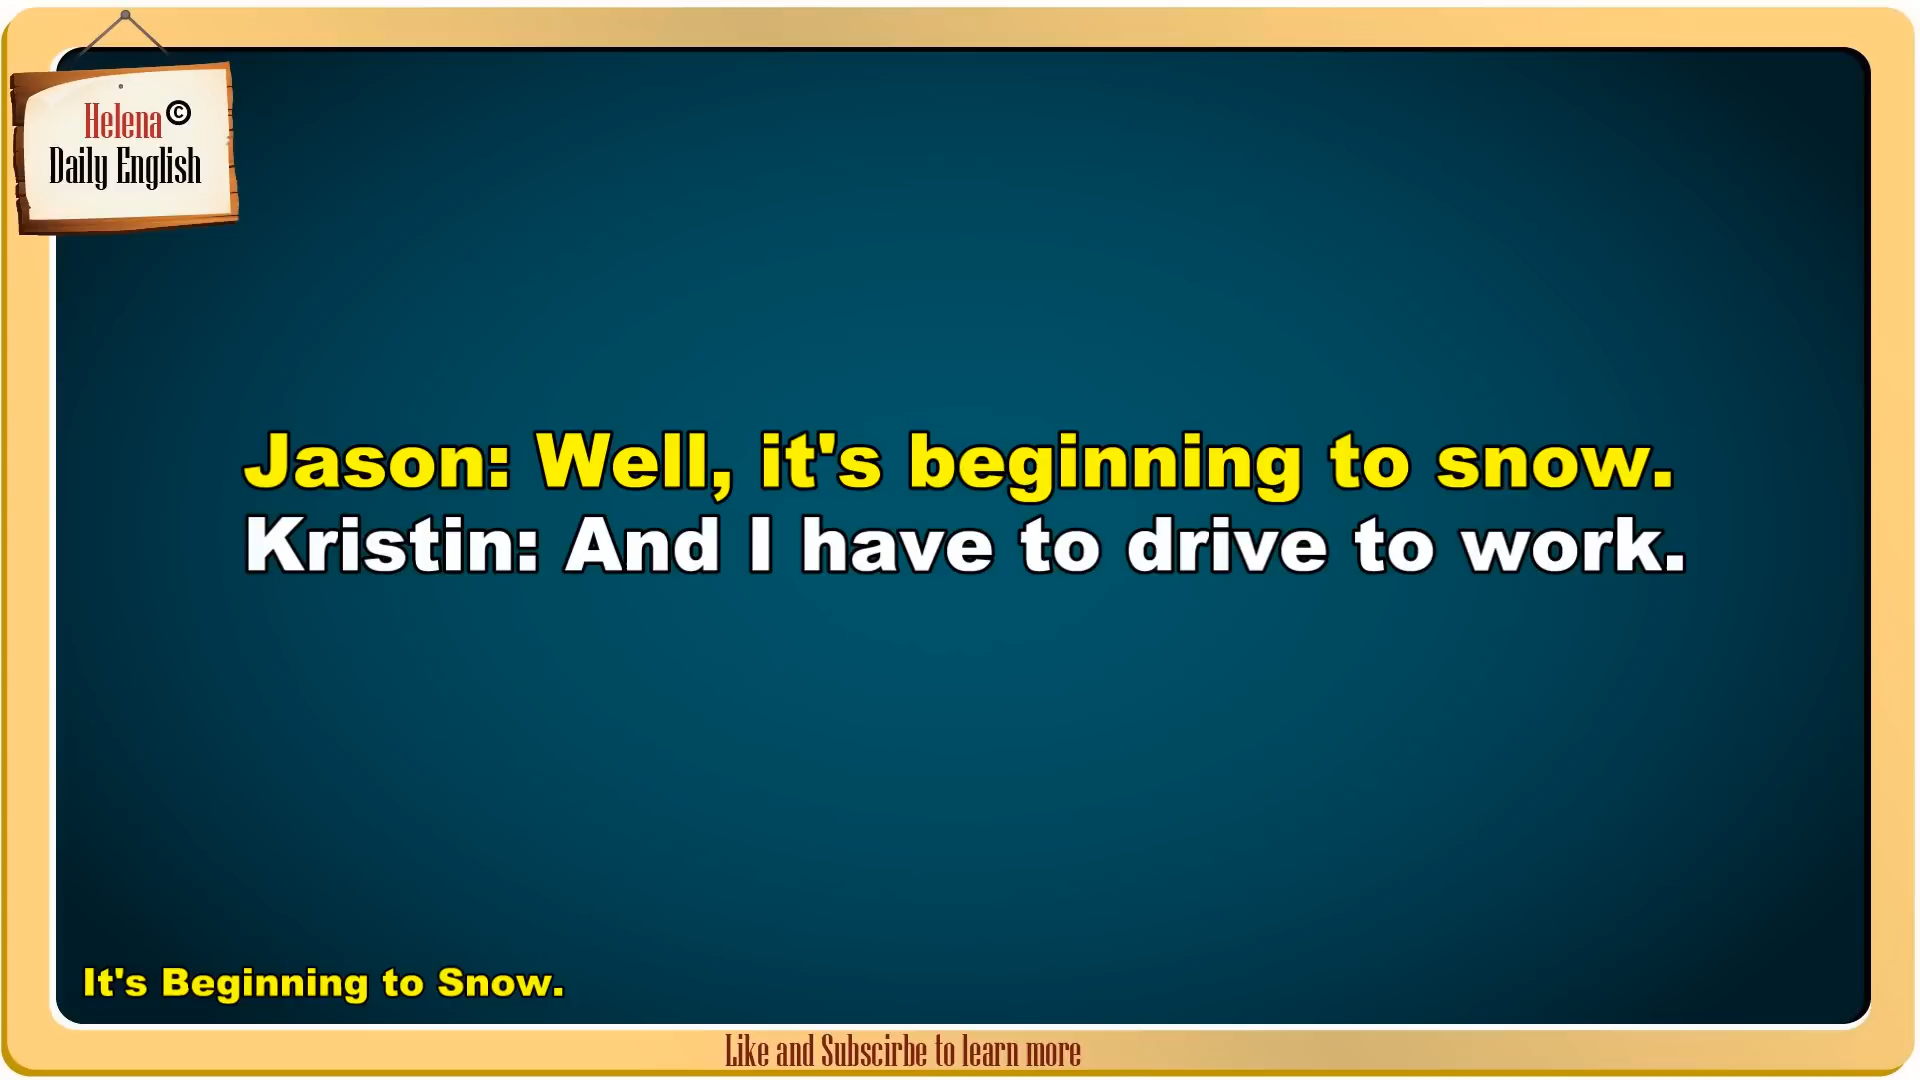 Helena©
Daily English
Jason: Well, it's beginning to snow.
Kristin: And I have to drive to work.
It's Beginning to Snow.
Like and Subscirbe to learn more